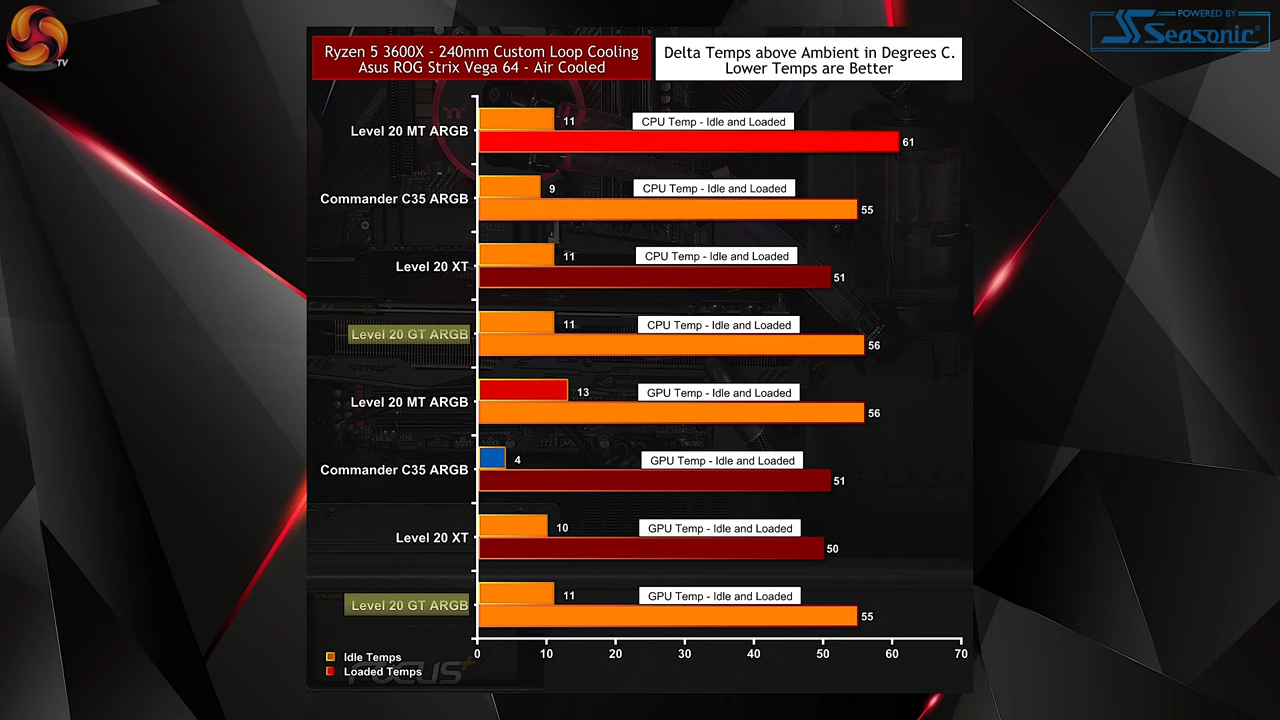 TV
POWERED BY
Seasonic
Ryzen 5 3600X - 240mm Custom Loop Cooling
Asus ROG Strix Vega 64 - Air Cooled
Delta Temps above Ambient in Degrees C.
Lower Temps are Better
Level 20 MT ARGB
11
CPU Temp - Idle and Loaded
61
Commander C35 ARGB
9
CPU Temp - Idle and Loaded
55
Level 20 XT
11
CPU Temp - Idle and Loaded
51
Level 20 GT ARGB
11
CPU Temp - Idle and Loaded
56
Level 20 MT ARGB
13
GPU Temp - Idle and Loaded
56
Commander C35 ARGB
4
GPU Temp - Idle and Loaded
51
Level 20 XT
10
GPU Temp - Idle and Loaded
50
Level 20 GT ARGB
11
GPU Temp - Idle and Loaded
55
0 10 20 30 40 50 60 70
Idle Temps
Loaded Temps
FOCUS+